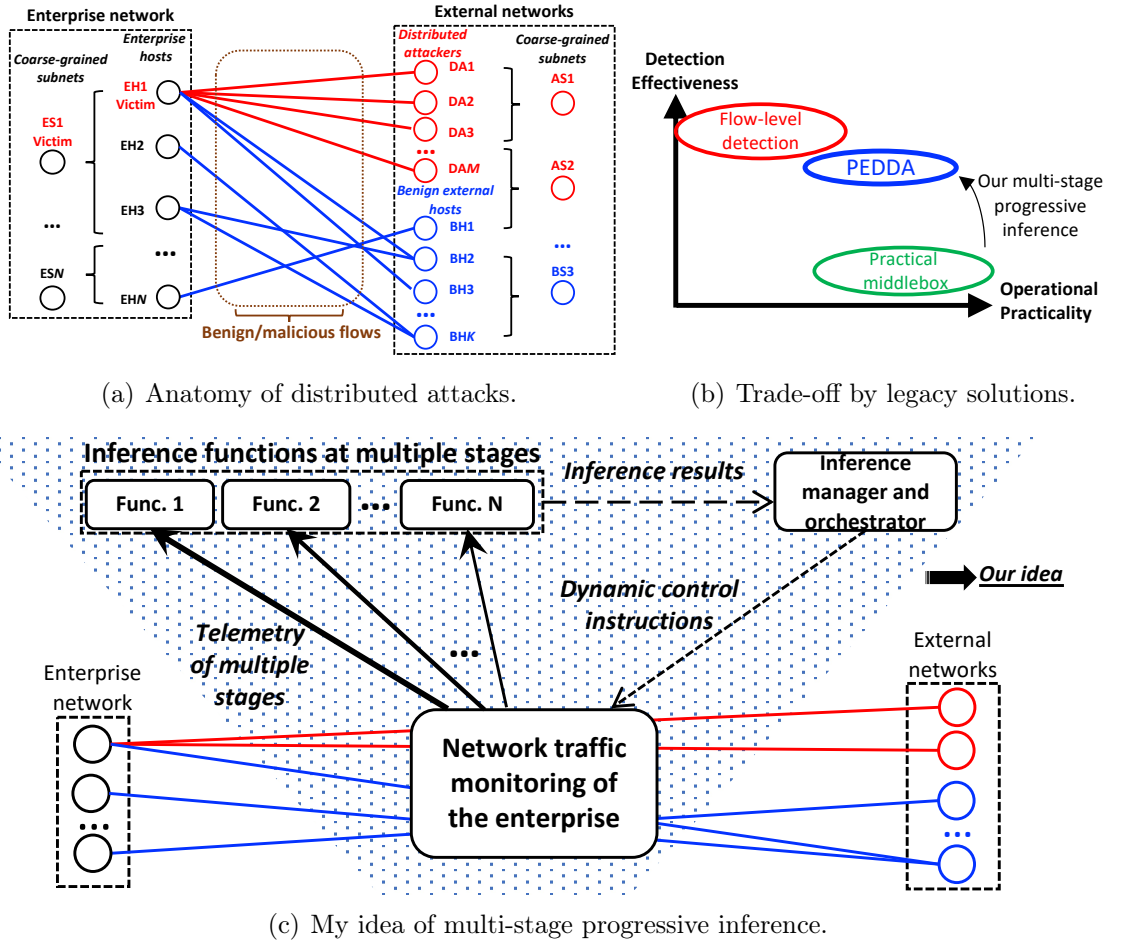 Enterprise network
Coarse-grained
subnets
Enterprise
hosts
EH1
Victim
ES1
Victim
EH2
EH3
...
...
ESN
EHN
Benign/malicious flows
External networks
Distributed
attackers
Coarse-grained
subnets
DA1
DA2
DA3
...
DAM
AS1
AS2
Benign external
hosts
BH1
BH2
BH3
...
BHK
...
BS3
(a) Anatomy of distributed attacks.
Detection
Effectiveness
Flow-level
detection
PEDDA
Our multi-stage
progressive
inference
Practical
middlebox
Operational
Practicality
(b) Trade-off by legacy solutions.
Inference functions at multiple stages
Func. 1
Func. 2
...
Func. N
Inference results
Inference
manager and
orchestrator
Our idea
Dynamic control
instructions
Telemetry
of multiple
stages
...
Enterprise
network
...
Network traffic
monitoring of
the enterprise
External
networks
...
(c) My idea of multi-stage progressive inference.